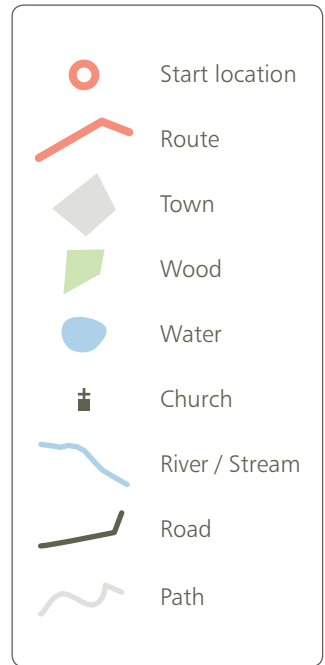 Start location
Route
Town
Wood
Water
Church
River / Stream
Road
Path